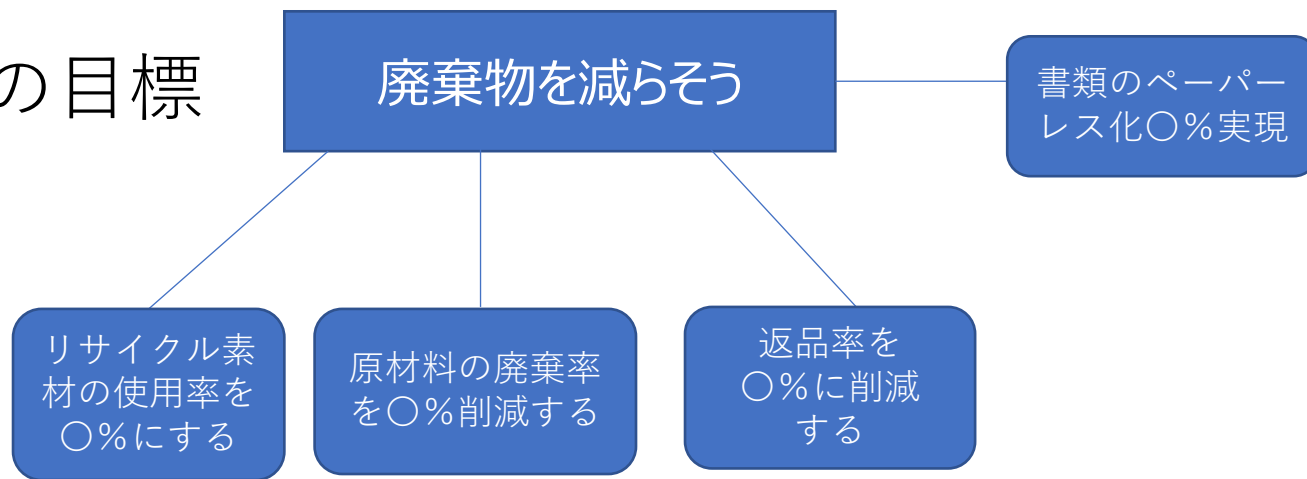 の目標
廃棄物を減らそう
書類のペーパー
レス化〇%実現
リサイクル素
材の使用率を
〇%にする
原材料の廃棄率
を〇%削減する
返品率を
〇%に削減
する